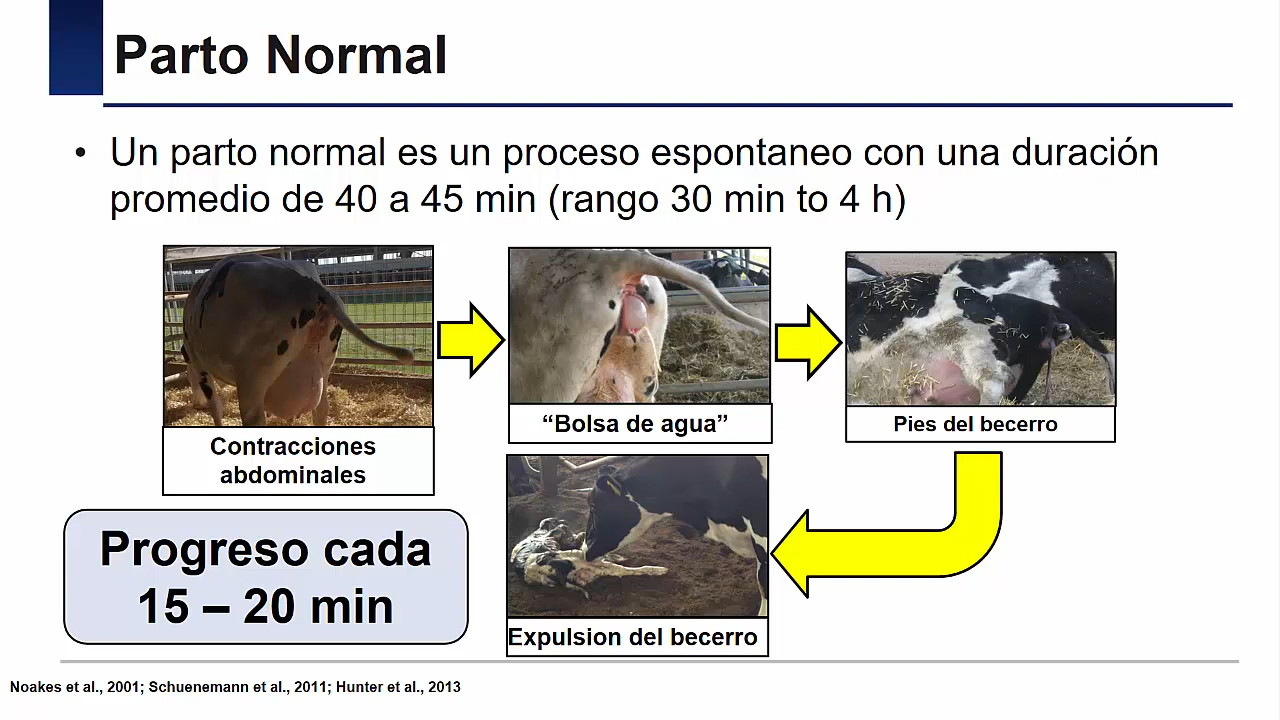 Parto Normal
• Un parto normal es un proceso espontaneo con una duración
promedio de 40 a 45 min (rango 30 min to 4 h)
Contracciones
abdominales
“Bolsa de agua”
Pies del becerro
Expulsion del becerro
Progreso cada
15 – 20 min
Noakes et al., 2001; Schuenemann et al., 2011; Hunter et al., 2013